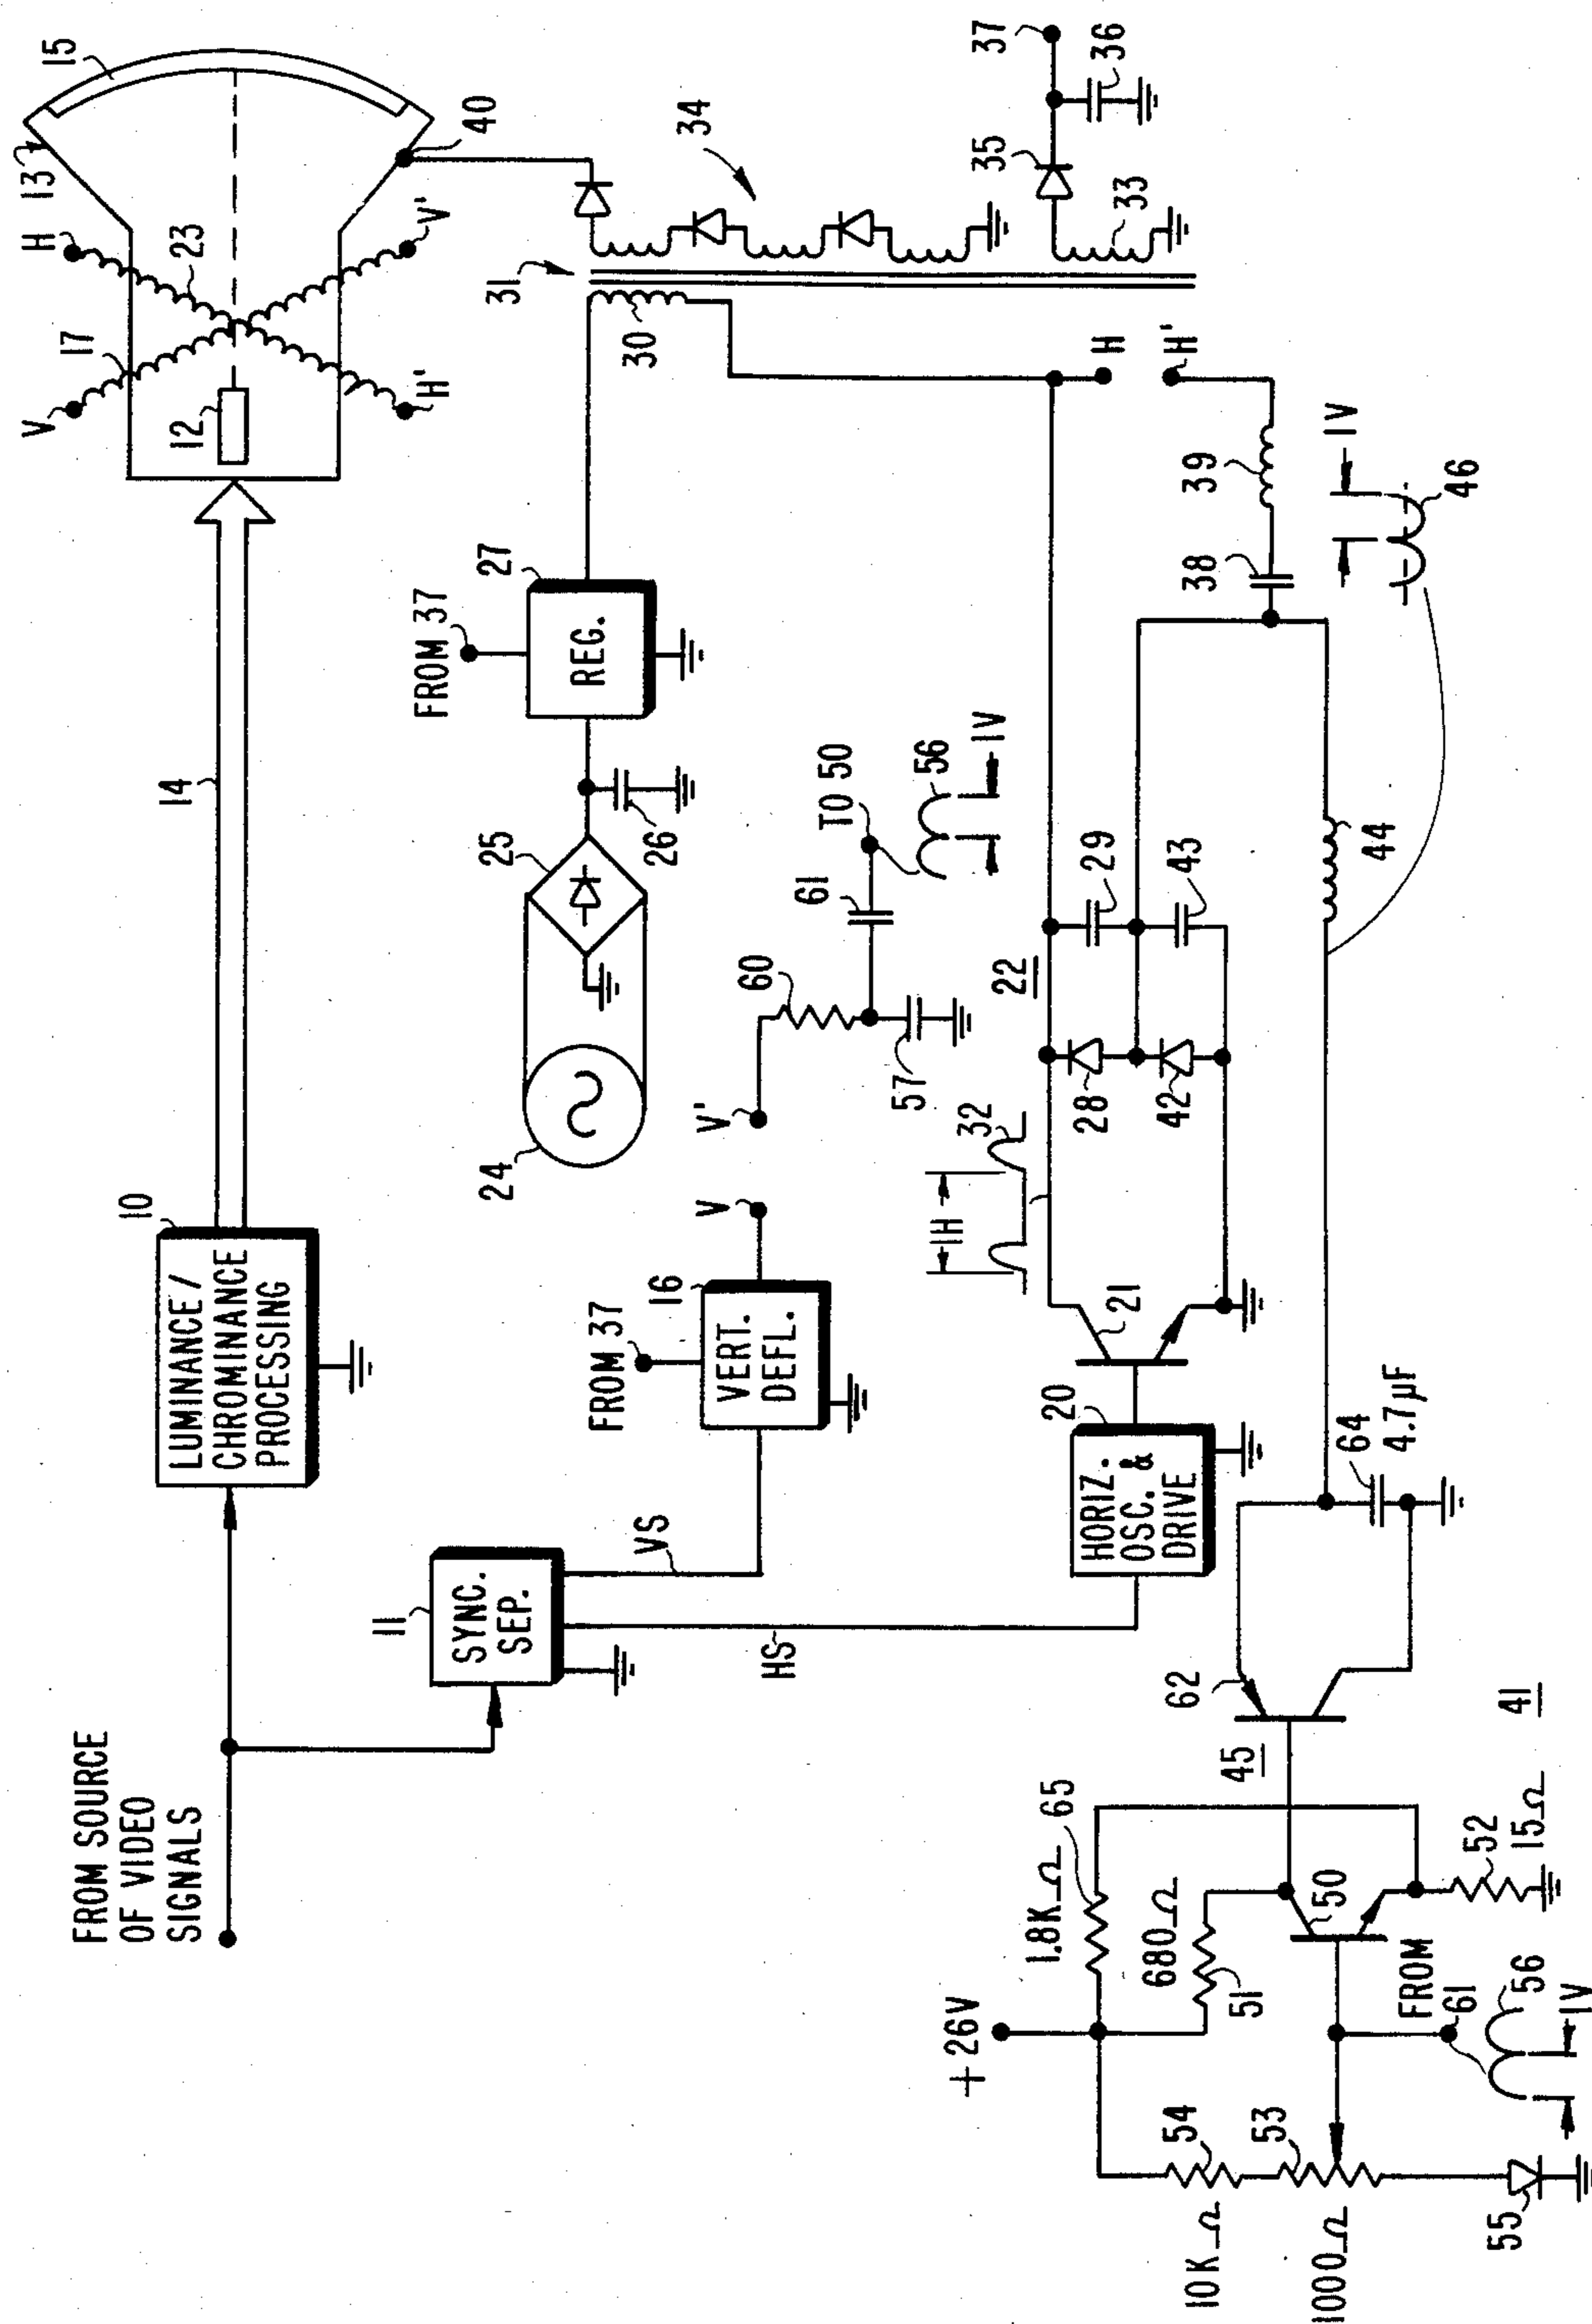 FROM SOURCE
OF VIDEO
SIGNALS
LUMINANCE /
CHROMINANCE
PROCESSING
10
14
12
V
17
H
23
13
15
H'
V'
40
11
SYNC.
SEP.
VS
HS
FROM 37
16
VERT.
DEFL.
V
V'
24
25
26
FROM 37
27
REG.
60
57
61
TO 50
56
1V
31
30
34
35
33
37
36
20
HORIZ.
OSC. &
DRIVE
21
1H
32
22
28
42
29
43
H
H'
38
39
44
46
1V
+26V
1.8K Ω
65
680Ω
51
45
62
64
4.7μF
41
54
10K Ω
53
1000Ω
55
50
52
15Ω
FROM
61
56
1V